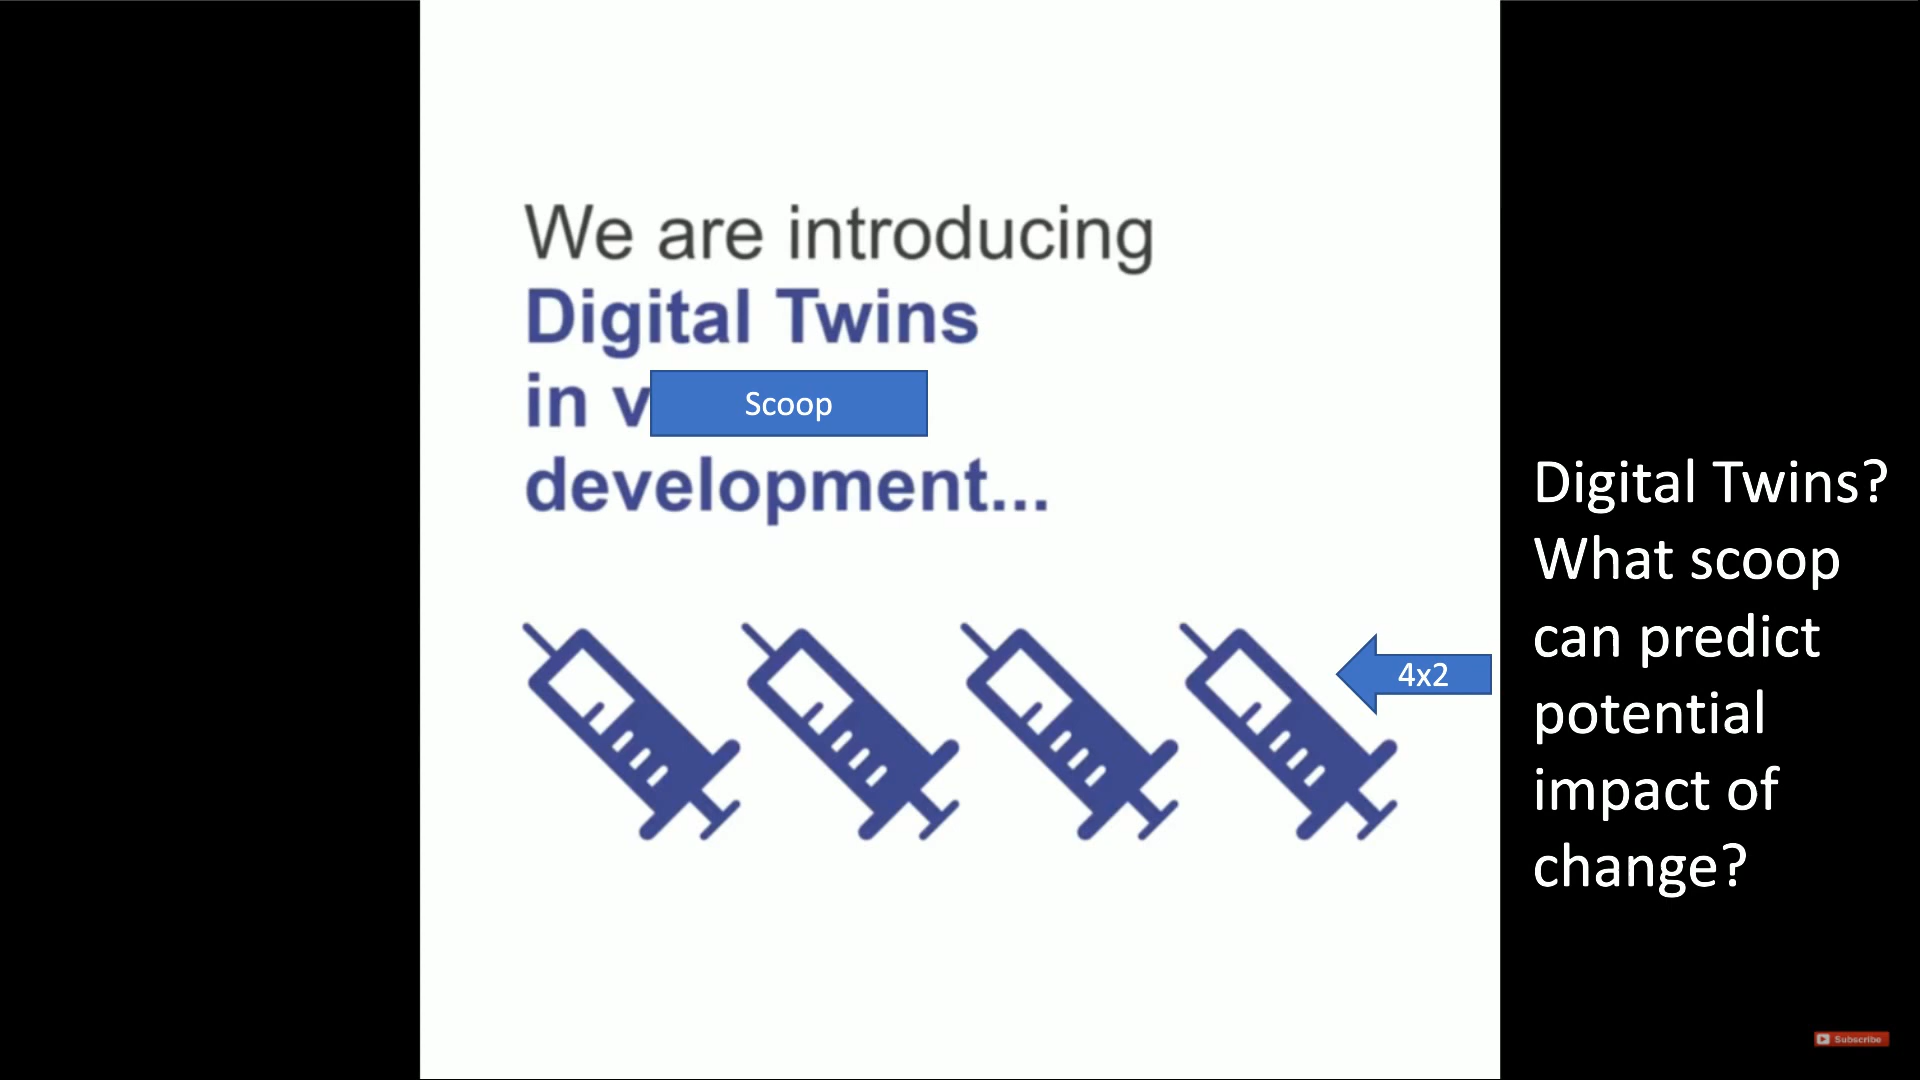 We are introducing
Digital Twins
in v
Scoop
development...
4x2
Digital Twins?
What scoop
can predict
potential
impact of
change?
Subscribe